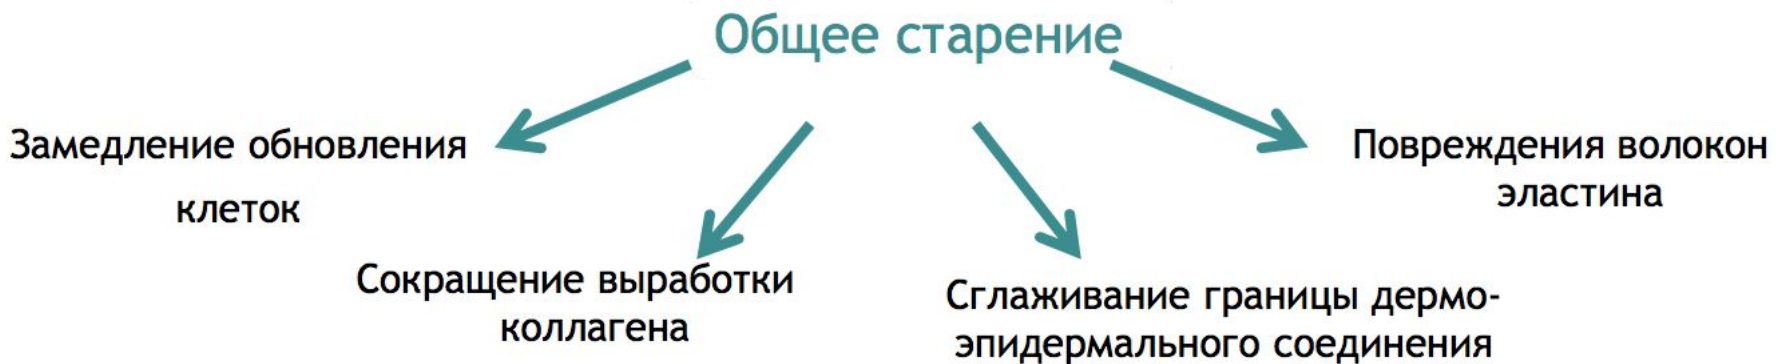 Общее старение
Замедление обновления
клеток
Сокращение выработки
коллагена
Сглаживание границы дермо-
эпидермального соединения
Повреждения волокон
эластина